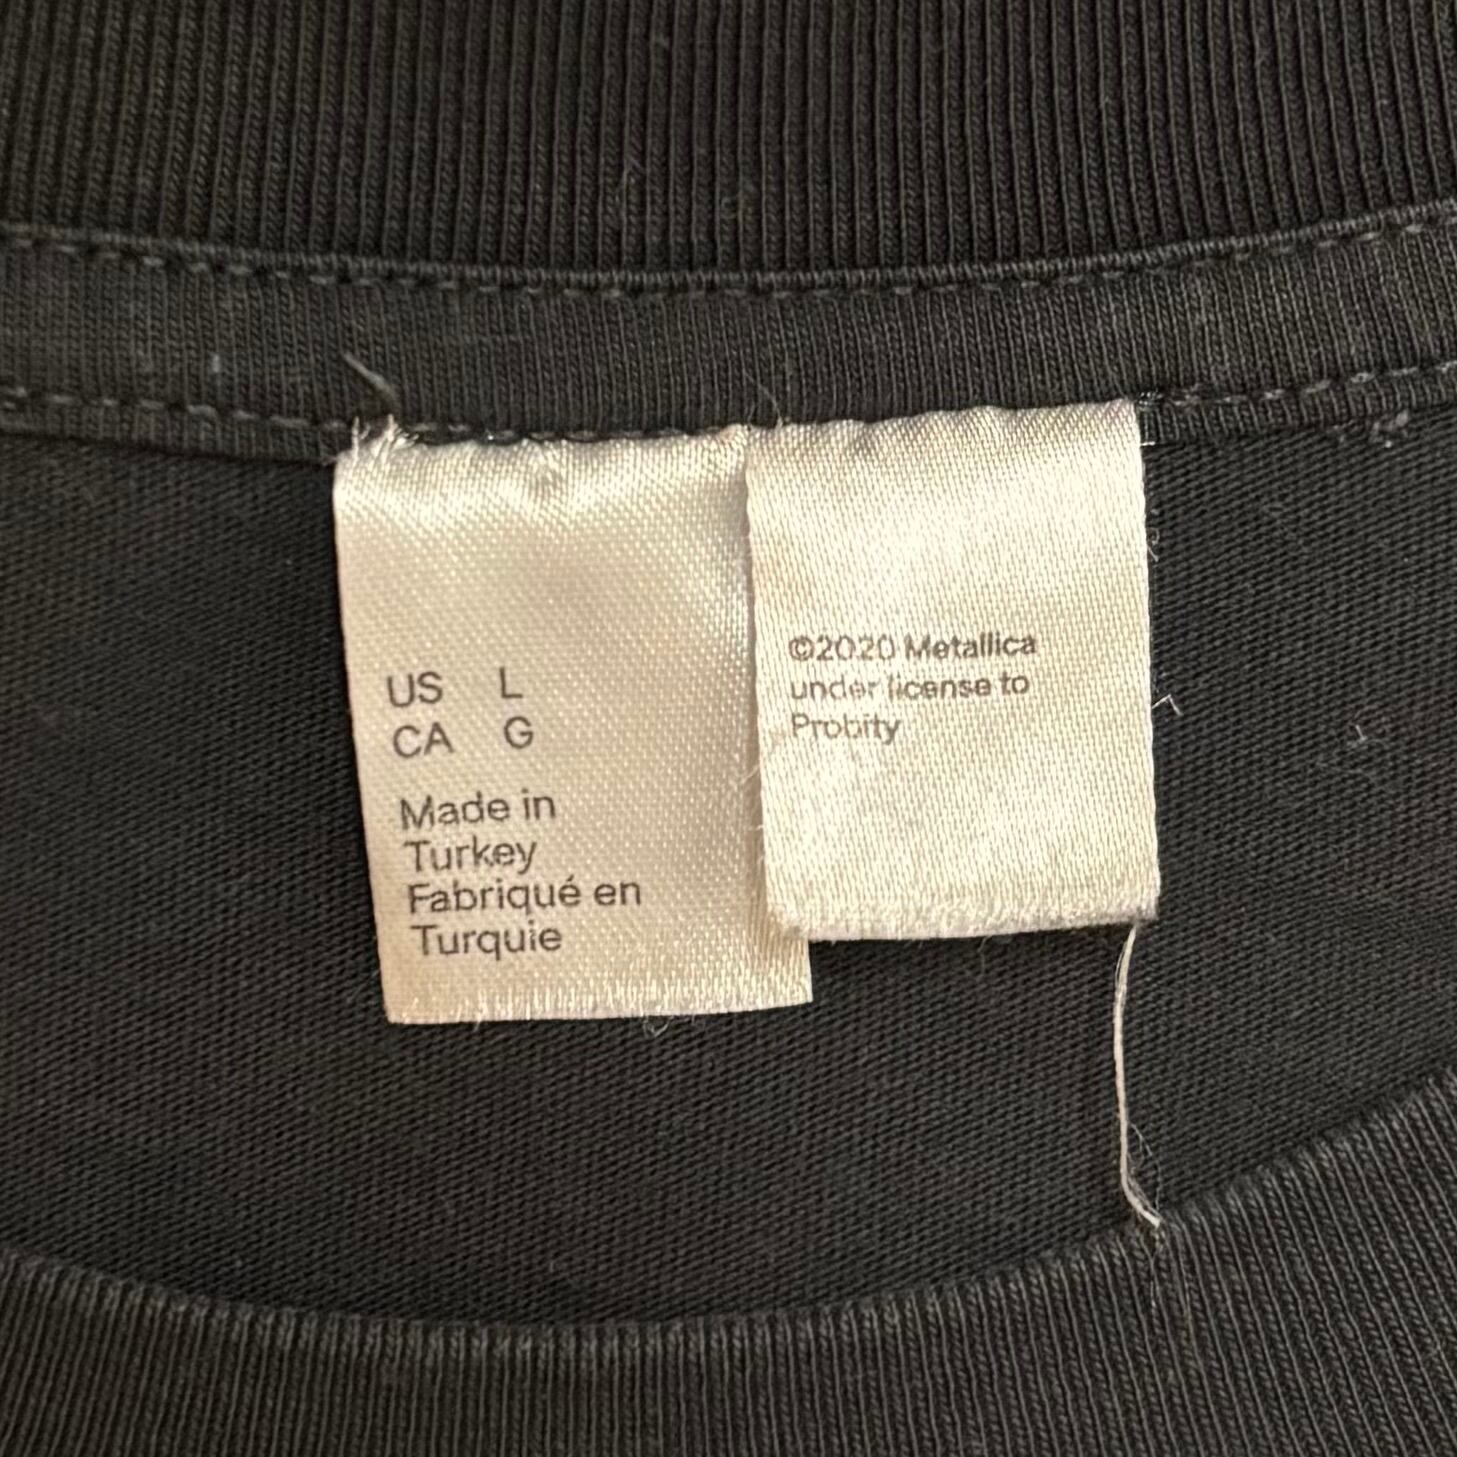 US L
CA G
Made in
Turkey
Fabriqué en
Turquie
©2020 Metallica
under license to
Probity